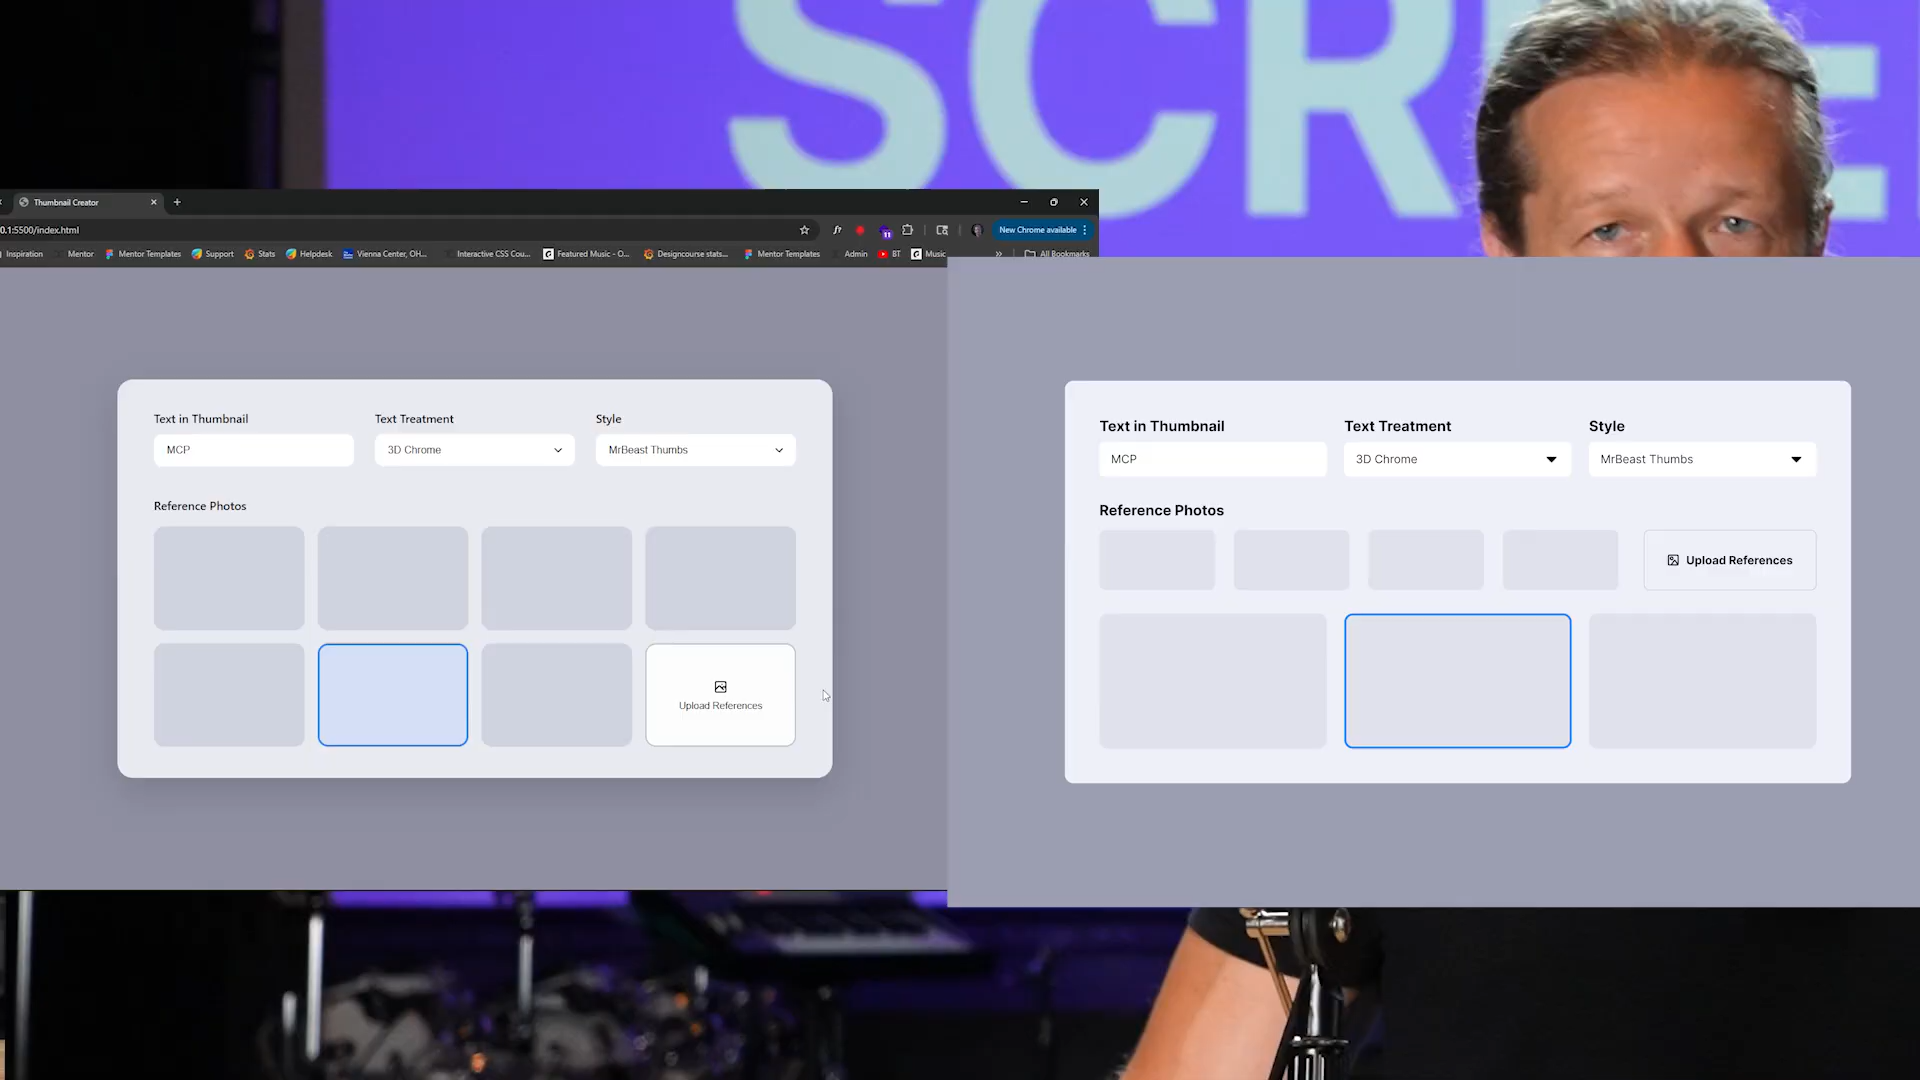 SCREE
Thumbnail Creator
0.1:5500/index.html
New Chrome available
Inspiration
Mentor
Mentor Templates
Support
Stats
Helpdesk
Vienna Center, OH...
Interactive CSS Cou...
Featured Music - O...
Designcourse stats...
Mentor Templates
Admin
BT
Music
All Bookmarks
11
Text in Thumbnail
Text Treatment
Style
MCP
3D Chrome
MrBeast Thumbs
Reference Photos
Upload References
Text in Thumbnail
Text Treatment
Style
MCP
3D Chrome
MrBeast Thumbs
Reference Photos
Upload References